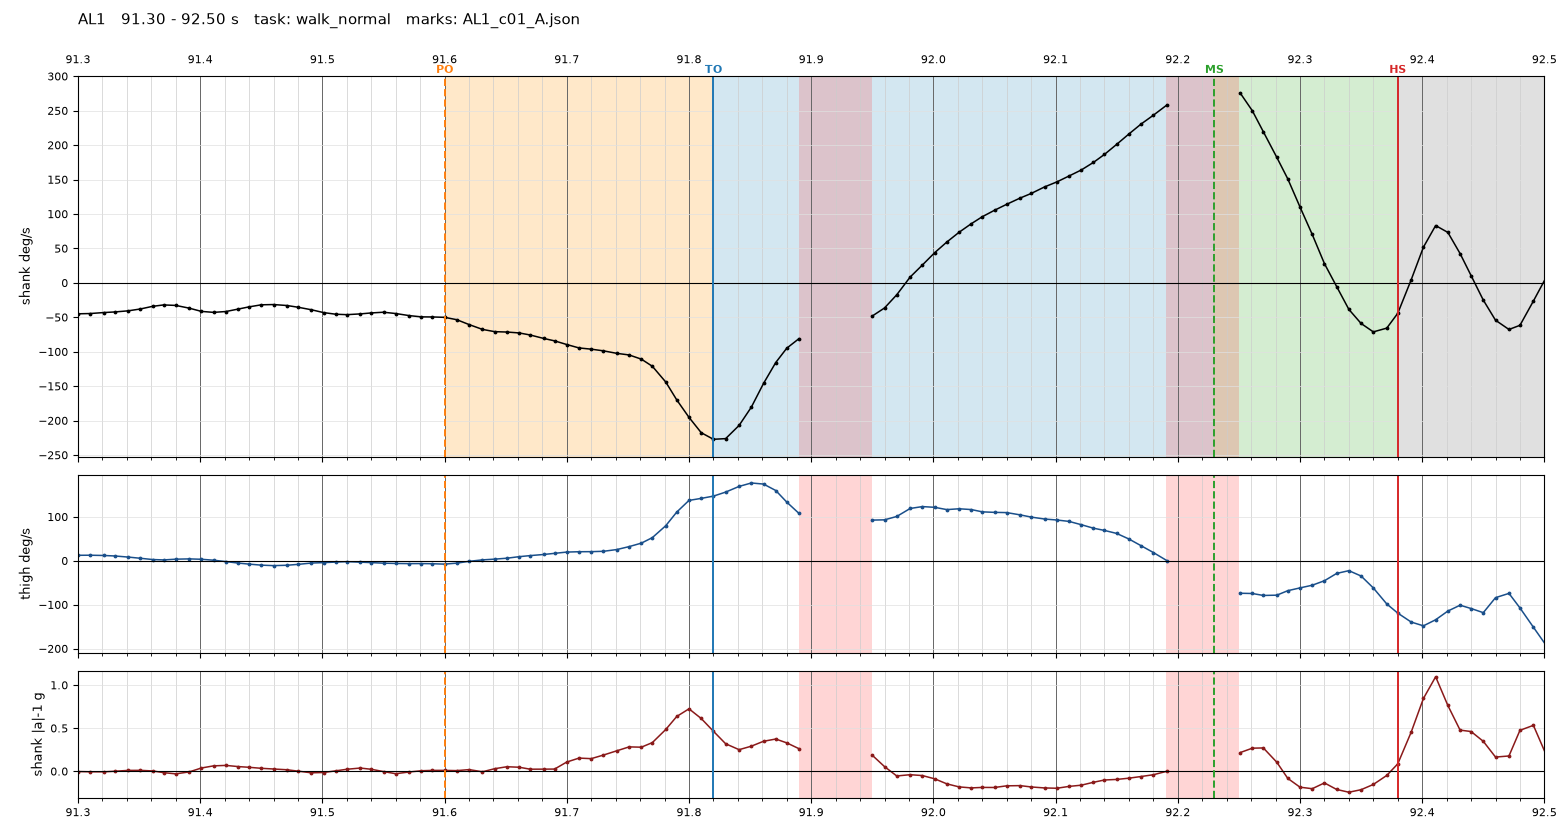 AL1   91.30 - 92.50 s   task: walk_normal   marks: AL1_c01_A.json
91.3 91.4 91.5 91.6 91.7 91.8 91.9 92.0 92.1 92.2 92.3 92.4 92.5
PO TO MS HS
300
250
200
150
100
50
0
−50
−100
−150
−200
−250
shank deg/s
100
0
−100
−200
thigh deg/s
1.0
0.5
0.0
shank |a|-1 g
91.3 91.4 91.5 91.6 91.7 91.8 91.9 92.0 92.1 92.2 92.3 92.4 92.5